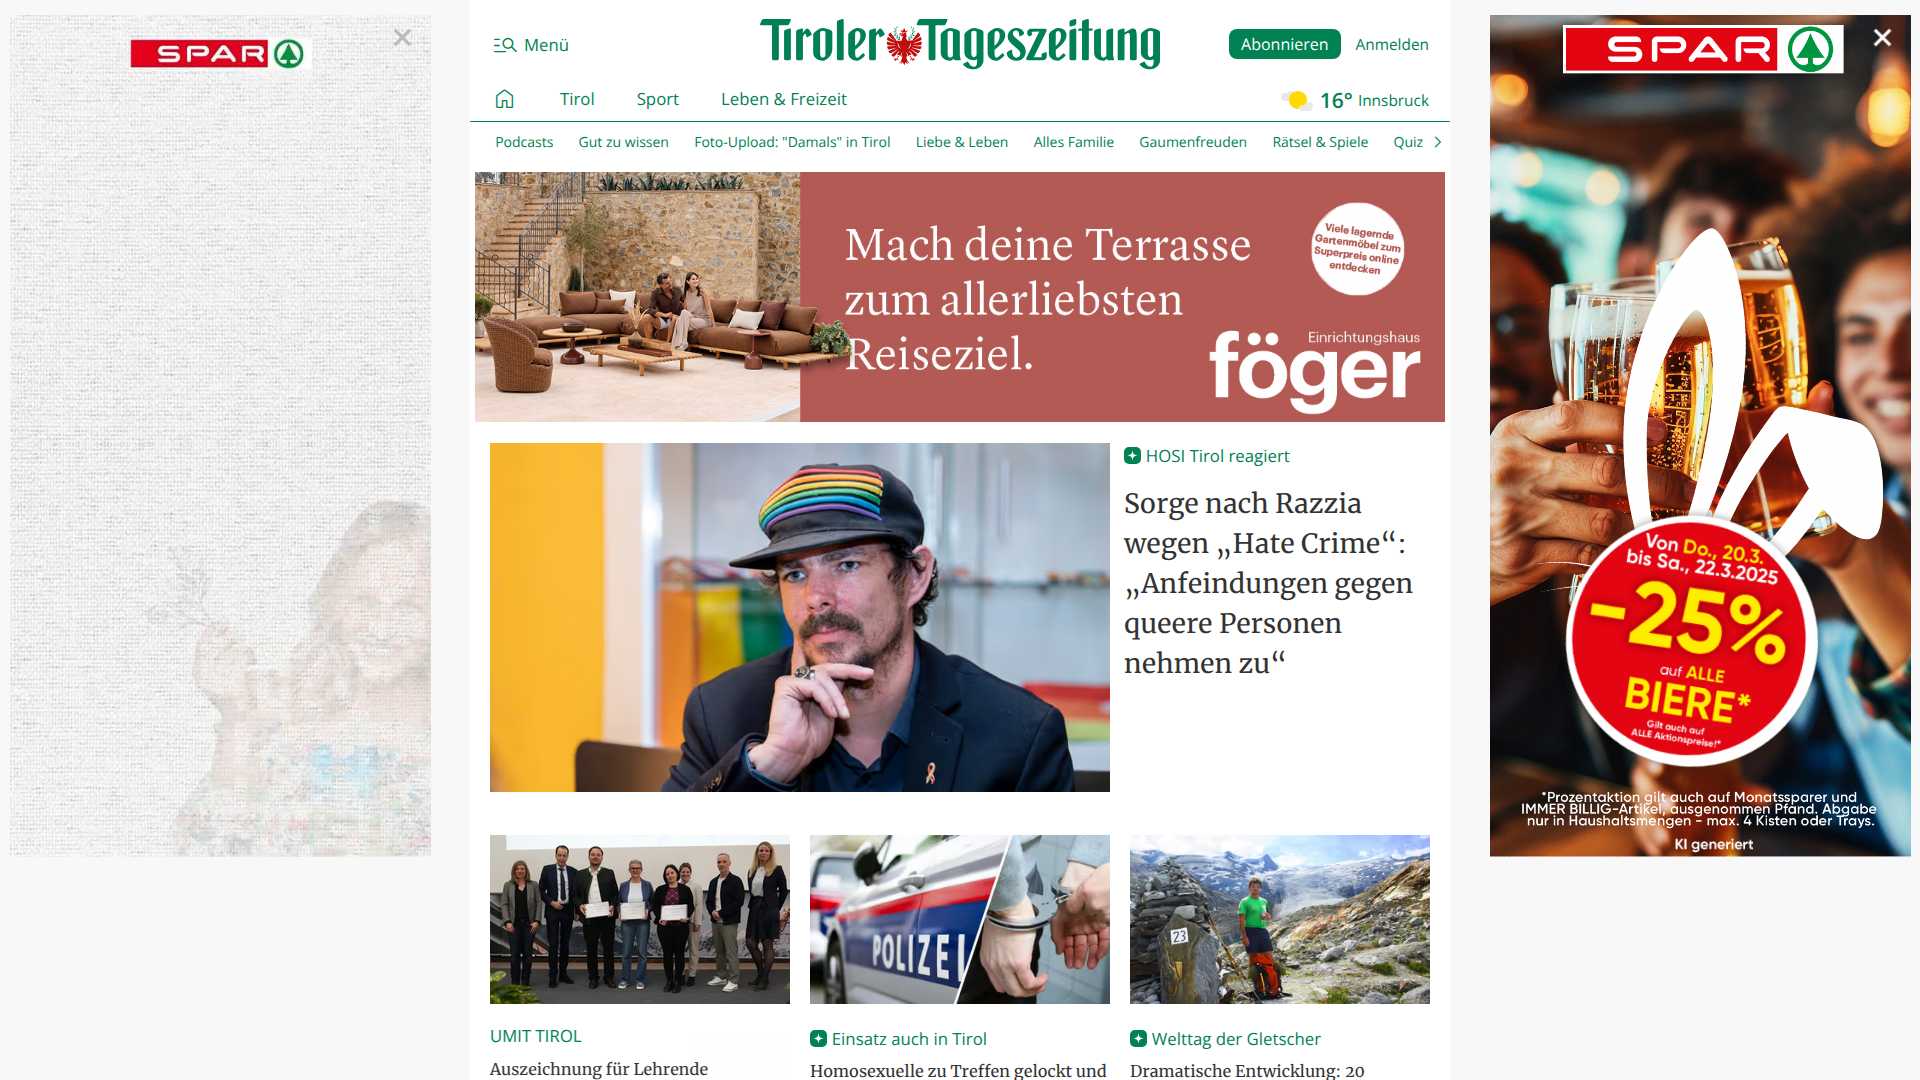 SPAR
Menü
Tiroler Tageszeitung
Abonnieren
Anmelden
Tirol
Sport
Leben & Freizeit
16° Innsbruck
Podcasts
Gut zu wissen
Foto-Upload: "Damals" in Tirol
Liebe & Leben
Alles Familie
Gaumenfreuden
Rätsel & Spiele
Quiz
Mach deine Terrasse
zum allerliebsten
Reiseziel.
Viele lagernde
Gartenmöbel zum
Superpreis online
entdecken
Einrichtungshaus
föger
HOSI Tirol reagiert
Sorge nach Razzia
wegen „Hate Crime“:
„Anfeindungen gegen
queere Personen
nehmen zu“
POLIZEI
23
UMIT TIROL
Auszeichnung für Lehrende
Einsatz auch in Tirol
Homosexuelle zu Treffen gelockt und
Welttag der Gletscher
Dramatische Entwicklung: 20
SPAR
Von Do., 20.3.
bis Sa., 22.3.2025
-25%
auf ALLE
BIERE*
Gilt auch auf
ALLE Aktionspreise!*
*Prozentaktion gilt auch auf Monatssparer und
IMMER BILLIG-Artikel, ausgenommen Pfand. Abgabe
nur in Haushaltsmengen - max. 4 Kisten oder Trays.
KI generiert